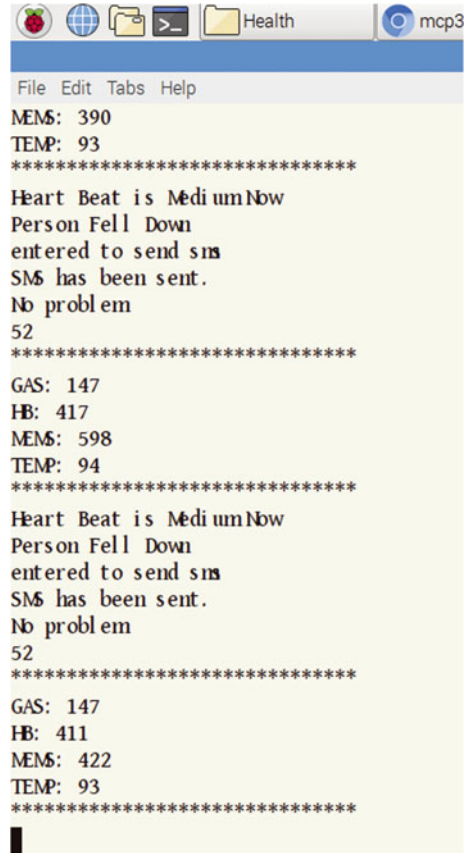 Health
mcp3
File Edit Tabs Help
MEMS: 390
TEMP: 93
*******************************
Heart Beat is Medium Now
Person Fell Down
entered to send sms
SMS has been sent.
No problem
52
*******************************
GAS: 147
HB: 417
MEMS: 598
TEMP: 94
*******************************
Heart Beat is Medium Now
Person Fell Down
entered to send sms
SMS has been sent.
No problem
52
*******************************
GAS: 147
HB: 411
MEMS: 422
TEMP: 93
*******************************